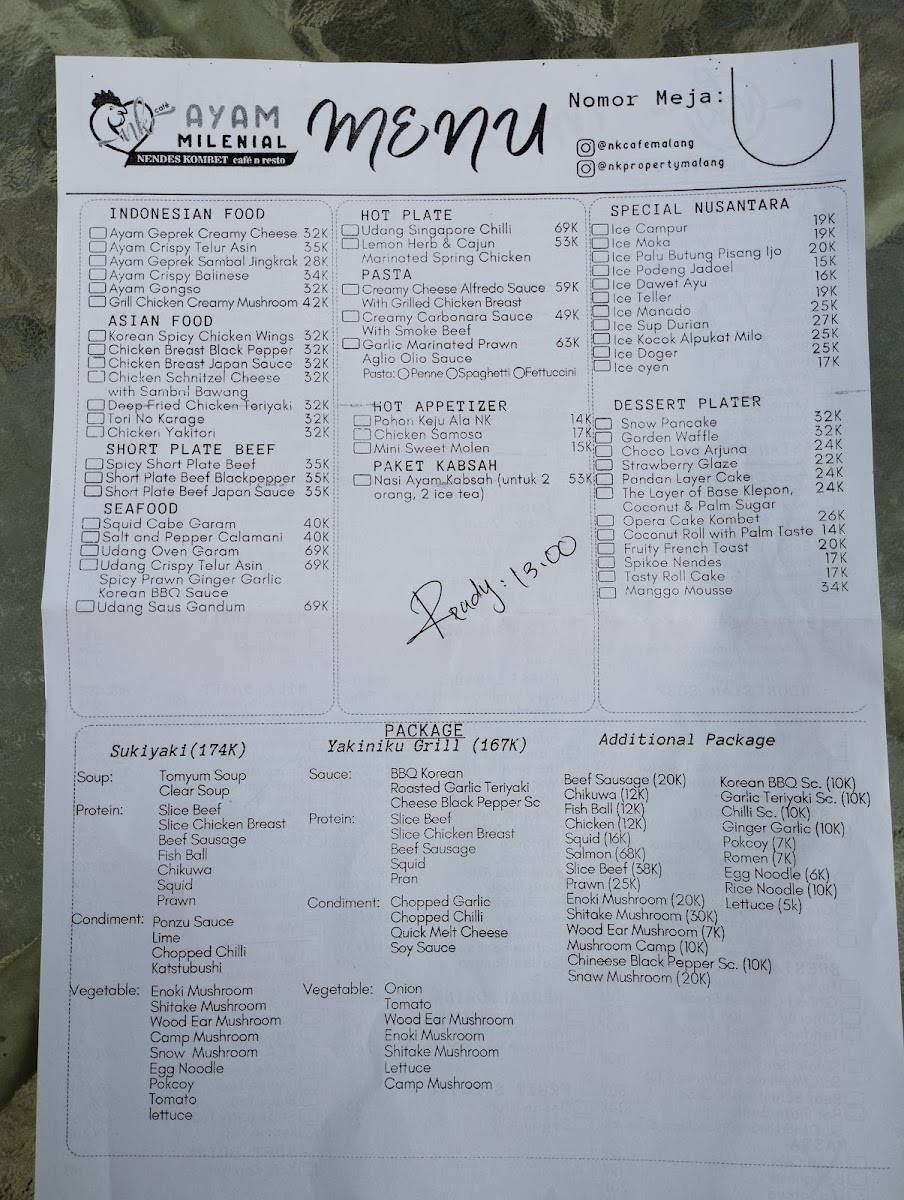 nk café
AYAM
MILENIAL
NENDES KOMBET café n resto
MENU
Nomor Meja:
@nkcafemalang
@nkpropertymalang
INDONESIAN FOOD
Ayam Geprek Creamy Cheese 32K
Ayam Crispy Telur Asin 35K
Ayam Geprek Sambal Jingkrak 28K
Ayam Crispy Balinese 34K
Ayam Gongso 32K
Grill Chicken Creamy Mushroom 42K
ASIAN FOOD
Korean Spicy Chicken Wings 32K
Chicken Breast Black Pepper 32K
Chicken Breast Japan Sauce 32K
Chicken Schnitzel Cheese 32K
with Sambal Bawang
Deep Fried Chicken Teriyaki 32K
Tori No Karage 32K
Chicken Yakitori 32K
SHORT PLATE BEEF
Spicy Short Plate Beef 35K
Short Plate Beef Blackpepper 35K
Short Plate Beef Japan Sauce 35K
SEAFOOD
Squid Cabe Garam 40K
Salt and Pepper Calamani 40K
Udang Oven Garam 69K
Udang Crispy Telur Asin 69K
Spicy Prawn Ginger Garlic
Korean BBQ Sauce
Udang Saus Gandum 69K
HOT PLATE
Udang Singapore Chilli 69K
Lemon Herb & Cajun 53K
Marinated Spring Chicken
PASTA
Creamy Cheese Alfredo Sauce 59K
With Grilled Chicken Breast
Creamy Carbonara Sauce 49K
With Smoke Beef
Garlic Marinated Prawn 63K
Aglio Olio Sauce
Pasta: Penne Spaghetti Fettuccini
HOT APPETIZER
Pohon Keju Ala NK 14K
Chicken Samosa 17K
Mini Sweet Molen 15K
PAKET KABSAH
Nasi Ayam Kabsah (untuk 2 53K
orang, 2 ice tea)
Ready: 13.00
SPECIAL NUSANTARA
Ice Campur 19K
Ice Moka 19K
Ice Palu Butung Pisang Ijo 20K
Ice Podeng Jadoel 15K
Ice Dawet Ayu 16K
Ice Teller 19K
Ice Manado 25K
Ice Sup Durian 27K
Ice Kocok Alpukat Milo 25K
Ice Doger 25K
Ice oyen 17K
DESSERT PLATER
Snow Pancake 32K
Garden Waffle 32K
Choco Lava Arjuna 24K
Strawberry Glaze 22K
Pandan Layer Cake 24K
The Layer of Base Klepon, 24K
Coconut & Palm Sugar
Opera Cake Kombet 26K
Coconut Roll with Palm Taste 14K
Fruity French Toast 20K
Spikoe Nendes 17K
Tasty Roll Cake 17K
Manggo Mousse 34K
PACKAGE
Sukiyaki(174K)
Soup: Tomyum Soup
Clear Soup
Protein: Slice Beef
Slice Chicken Breast
Beef Sausage
Fish Ball
Chikuwa
Squid
Prawn
Condiment: Ponzu Sauce
Lime
Chopped Chilli
Katstubushi
Vegetable: Enoki Mushroom
Shitake Mushroom
Wood Ear Mushroom
Camp Mushroom
Snow Mushroom
Egg Noodle
Pokcoy
Tomato
lettuce
Yakiniku Grill (167K)
Sauce: BBQ Korean
Roasted Garlic Teriyaki
Cheese Black Pepper Sc
Protein: Slice Beef
Slice Chicken Breast
Beef Sausage
Squid
Pran
Condiment: Chopped Garlic
Chopped Chilli
Quick Melt Cheese
Soy Sauce
Vegetable: Onion
Tomato
Wood Ear Mushroom
Enoki Muskroom
Shitake Mushroom
Lettuce
Camp Mushroom
Additional Package
Beef Sausage (20K)
Chikuwa (12K)
Fish Ball (12K)
Chicken (12K)
Squid (16K)
Salmon (68K)
Slice Beef (38K)
Prawn (25K)
Enoki Mushroom (20K)
Shitake Mushroom (30K)
Wood Ear Mushroom (7K)
Mushroom Camp (10K)
Chineese Black Pepper Sc. (10K)
Snaw Mushroom (20K)
Korean BBQ Sc. (10K)
Garlic Teriyaki Sc. (10K)
Chilli Sc. (10K)
Ginger Garlic (10K)
Pokcoy (7K)
Romen (7K)
Egg Noodle (6K)
Rice Noodle (10K)
Lettuce (5k)